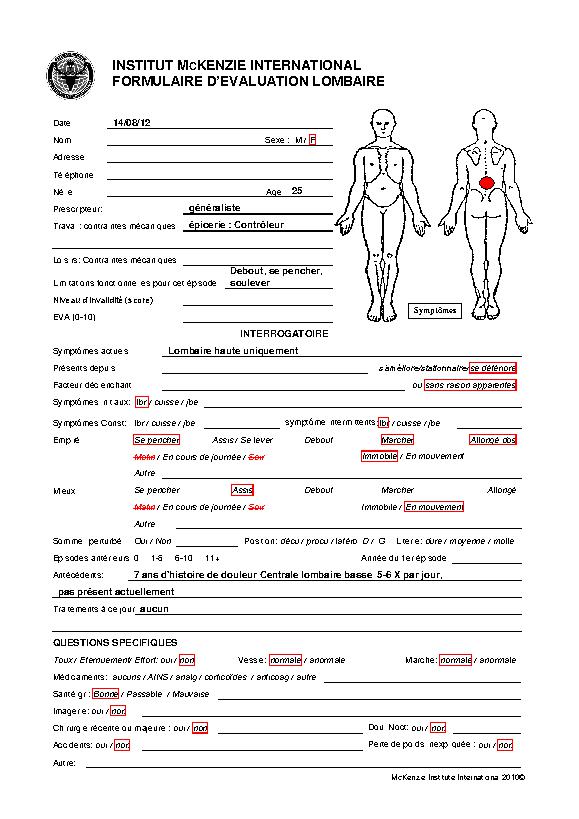 INSTITUT MCKENZIE INTERNATIONAL
FORMULAIRE D'EVALUATION LOMBAIRE
Date 14/08/12
Nom Sexe : M / F
Adresse
Téléphone
Né le Age 25
Prescripteur: généraliste
Travail : contraintes mécaniques épicerie : Contrôleur
Loisirs: Contraintes mécaniques
Debout, se pencher,
Limitations fonctionnelles pour cet épisode soulever
Niveau d'invalidité (score)
EVA (0-10)
Symptômes
INTERROGATOIRE
Symptômes actuels Lombaire haute uniquement
Présents depuis s'améliore/stationnaire/se détériore
Facteur déclenchant ou sans raison apparentes
Symptômes initiaux: lbr / cuisse / jbe
Symptômes Const: lbr / cuisse / jbe symptôme intermittents: lbr / cuisse / jbe
Empiré Se pencher Assis / Se lever Debout Marcher Allongé dos
Matin / En cours de journée / Soir Immobile / En mouvement
Autre
Mieux Se pencher Assis Debout Marcher Allongé
Matin / En cours de journée / Soir Immobile / En mouvement
Autre
Sommeil perturbé Oui / Non Position: décu / procu / latéro D / G Literie: dure / moyenne / molle
Episodes antérieurs 0 1-5 6-10 11+ Année du 1er épisode
Antécédents: 7 ans d'histoire de douleur Centrale lombaire basse 5-6 X par jour,
pas présent actuellement
Traitements à ce jour aucun
QUESTIONS SPECIFIQUES
Toux / Eternuement/ Effort: oui / non Vessie: normale / anormale Marche: normale / anormale
Médicaments: aucuns / AINS / analg / corticoïdes / anticoag / autre
Santé gr: Bonne / Passable / Mauvaise
Imagerie: oui / non
Chirurgie récente ou majeure : oui / non Doul Noct: oui / non
Accidents: oui / non Perte de poids inexpliquée : oui / non
Autre:
McKenzie Institute International 2010©